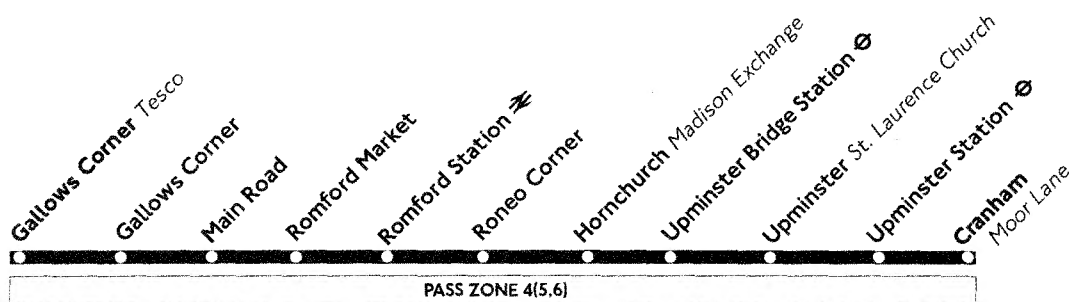 Gallows Corner Tesco
Gallows Corner
Main Road
Romford Market
Romford Station
Roneo Corner
Hornchurch Madison Exchange
Upminster Bridge Station
Upminster St. Laurence Church
Upminster Station
Cranham
Moor Lane
PASS ZONE 4(5,6)